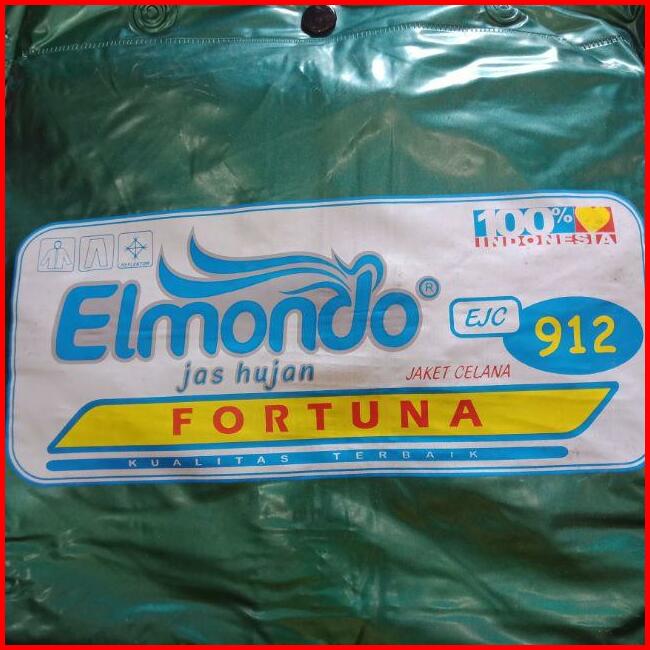 100% INDONESIA
REFLEKTOR
Elmondo®
jas hujan
EJC 912
JAKET CELANA
FORTUNA
KUALITAS TERBAIK